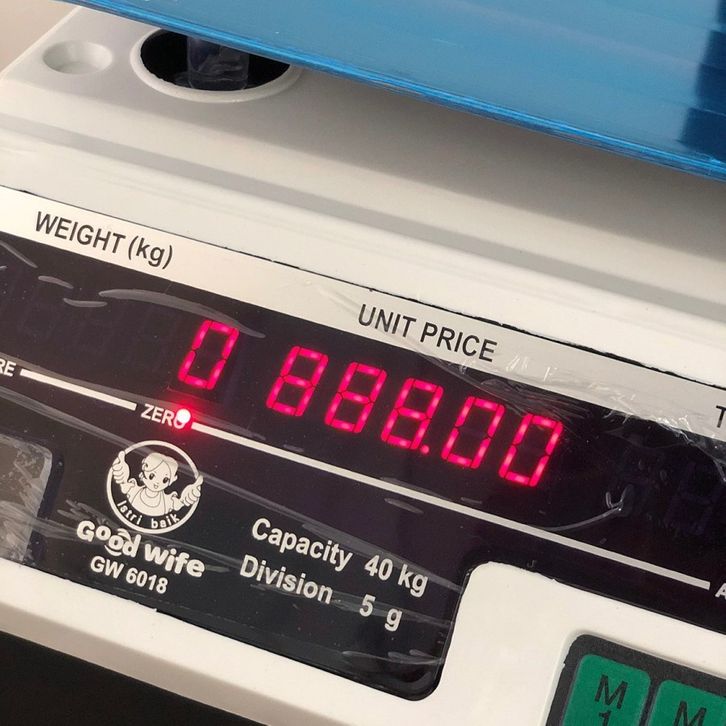 WEIGHT (kg)
UNIT PRICE
0 888.00
ZERO
istri baik
Good wife
GW 6018
Capacity 40 kg
Division 5 g
M1
M